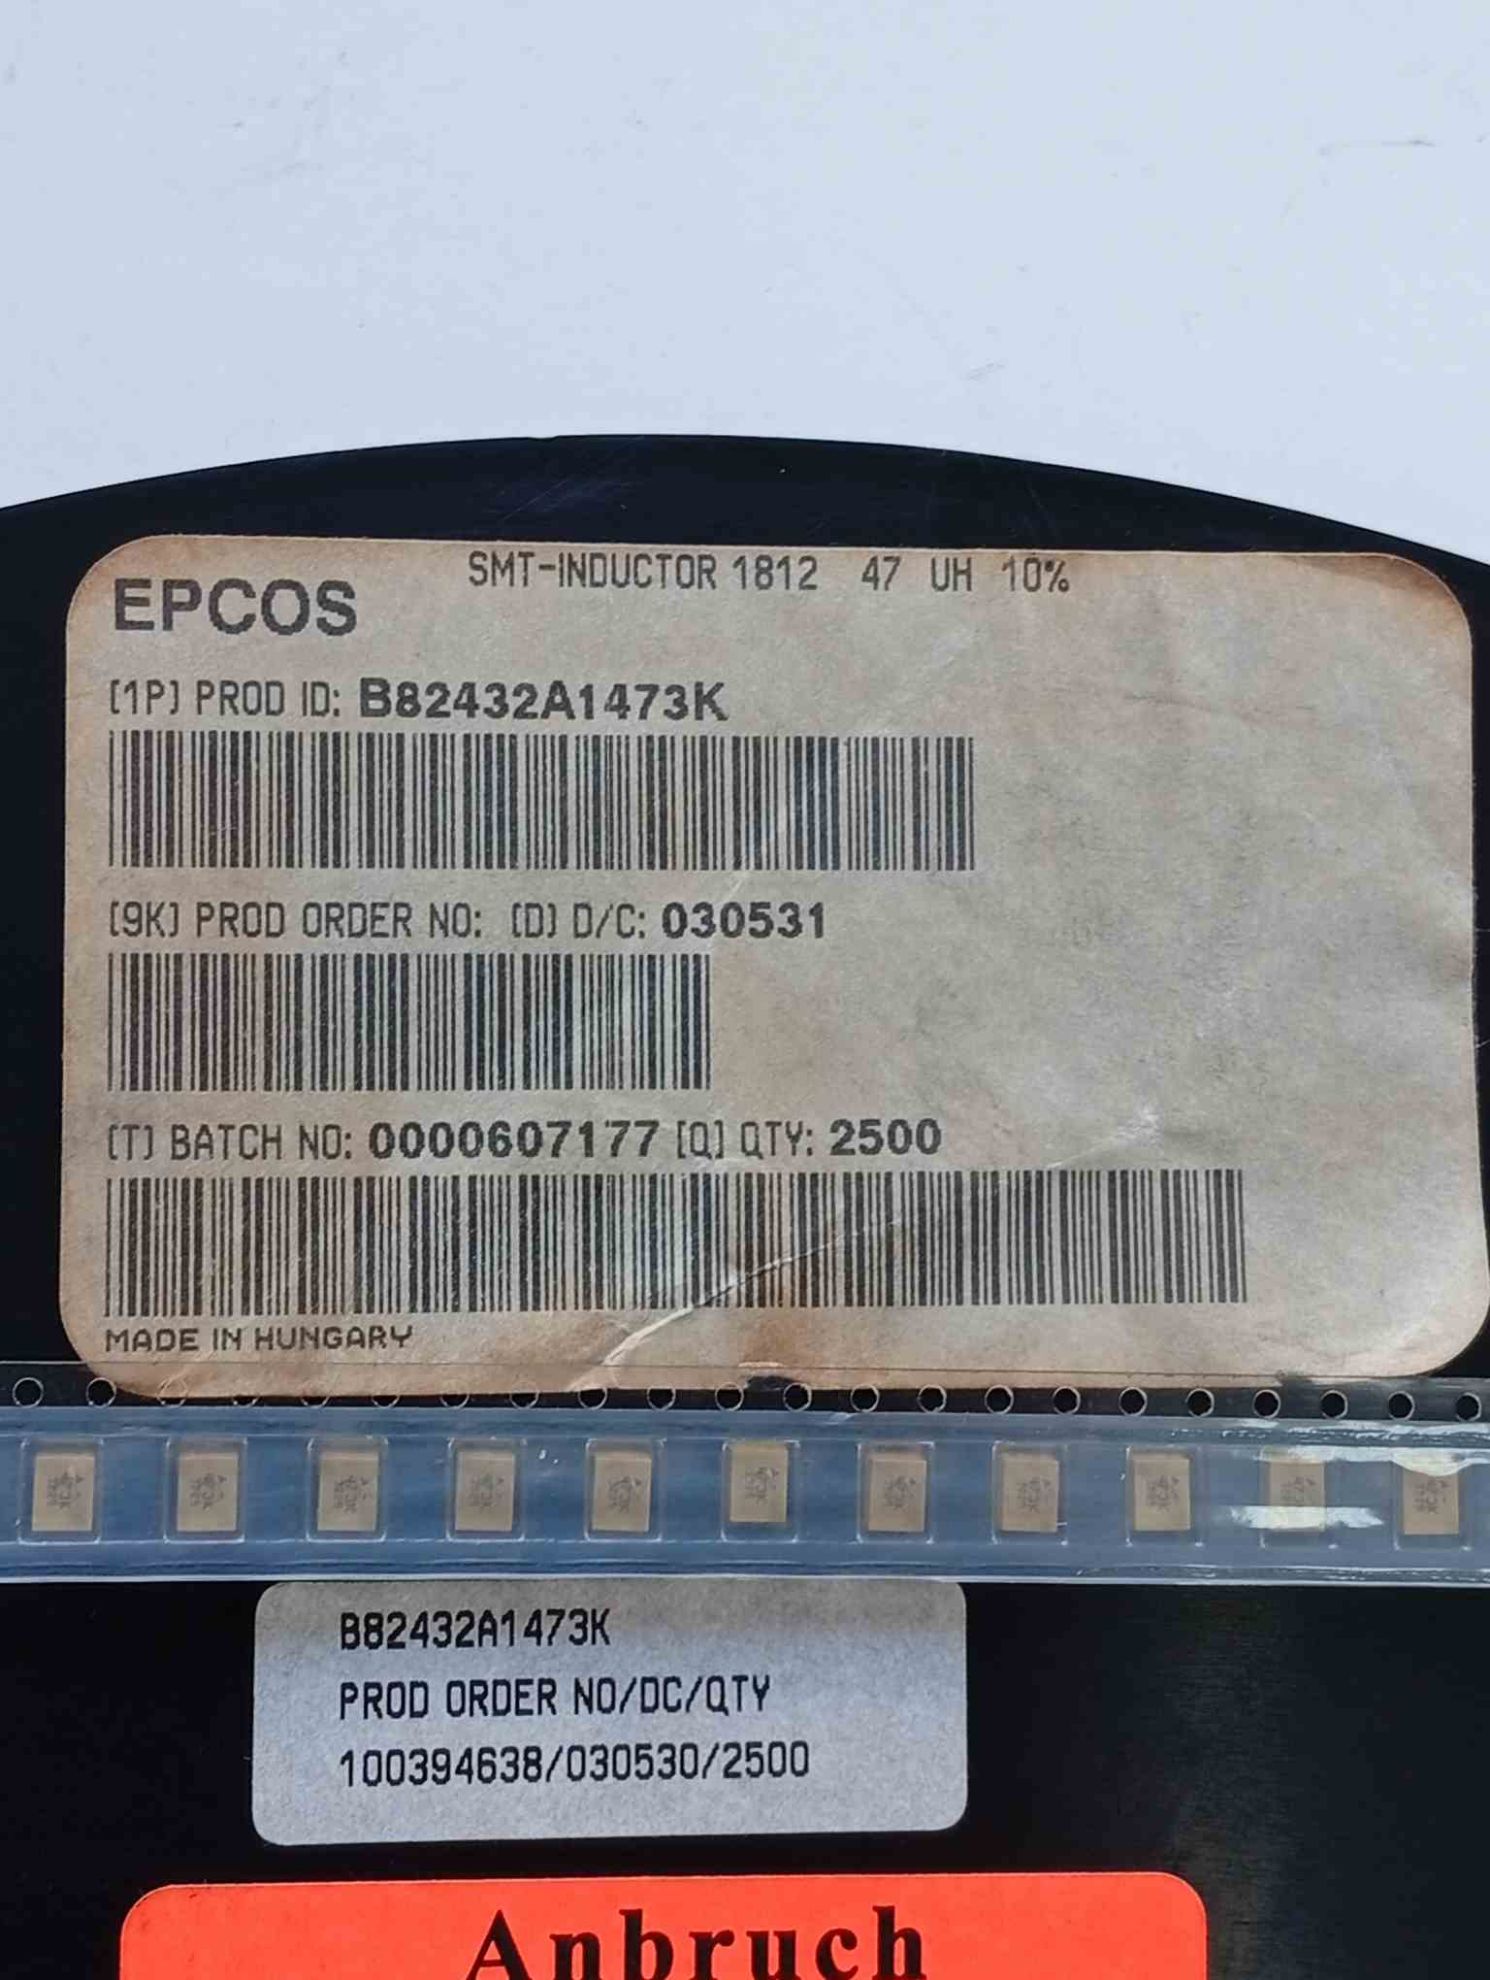 SMT-INDUCTOR 1812 47 UH 10%
EPCOS
[1P] PROD ID: B82432A1473K
[9K] PROD ORDER NO: [D] D/C: 030531
[T] BATCH NO: 0000607177 [Q] QTY: 2500
MADE IN HUNGARY
B82432A1473K
PROD ORDER NO/DC/QTY
100394638/030530/2500
Anbruch